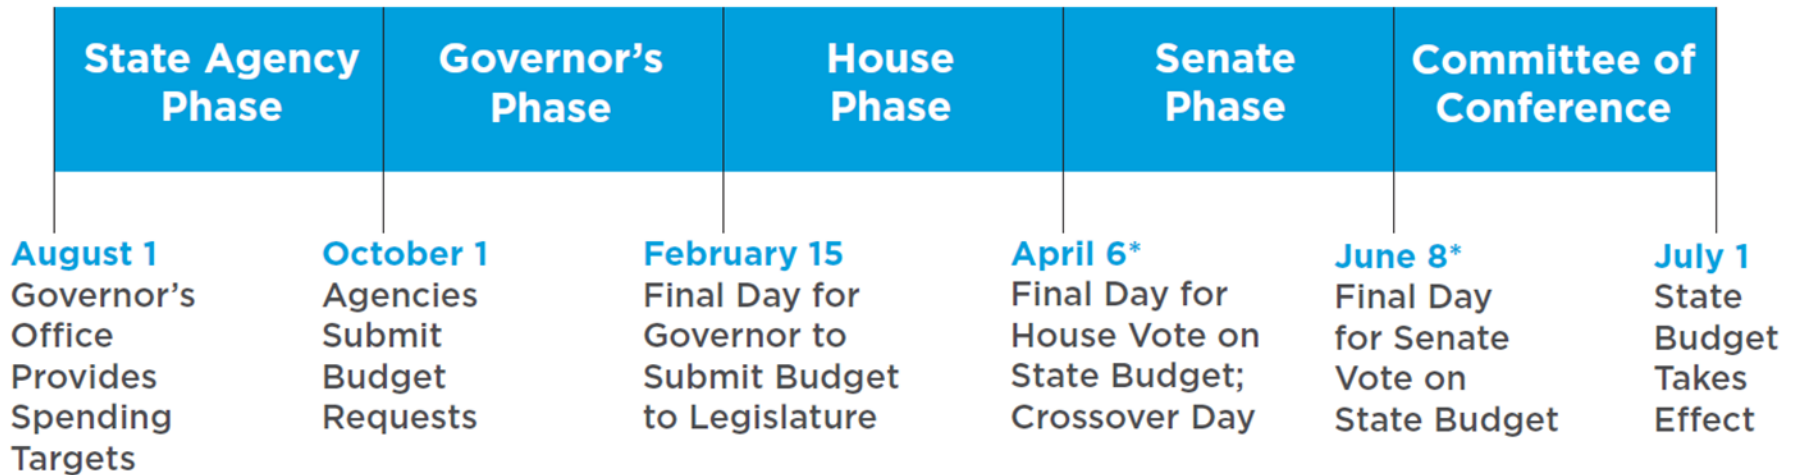 State Agency
Phase
Governor's
Phase
House
Phase
Senate
Phase
Committee of
Conference
August 1
Governor's
Office
Provides
Spending
Targets
October 1
Agencies
Submit
Budget
Requests
February 15
Final Day for
Governor to
Submit Budget
to Legislature
April 6*
Final Day for
House Vote on
State Budget;
Crossover Day
June 8*
Final Day
for Senate
Vote on
State Budget
July 1
State
Budget
Takes
Effect